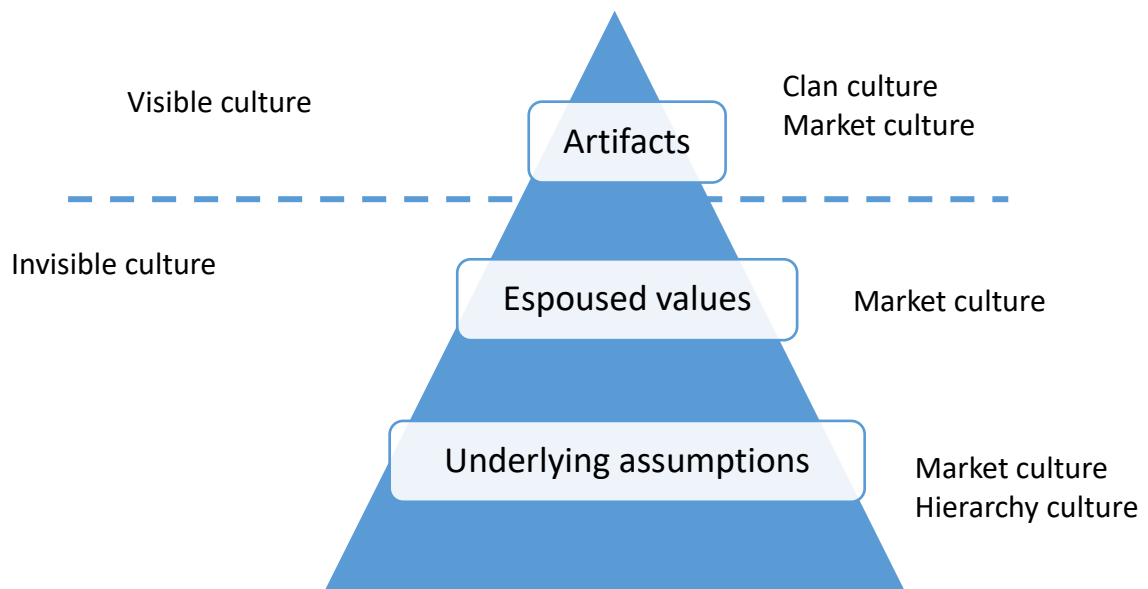 Visible culture
Clan culture
Market culture
Artifacts
Invisible culture
Espoused values
Market culture
Underlying assumptions
Market culture
Hierarchy culture